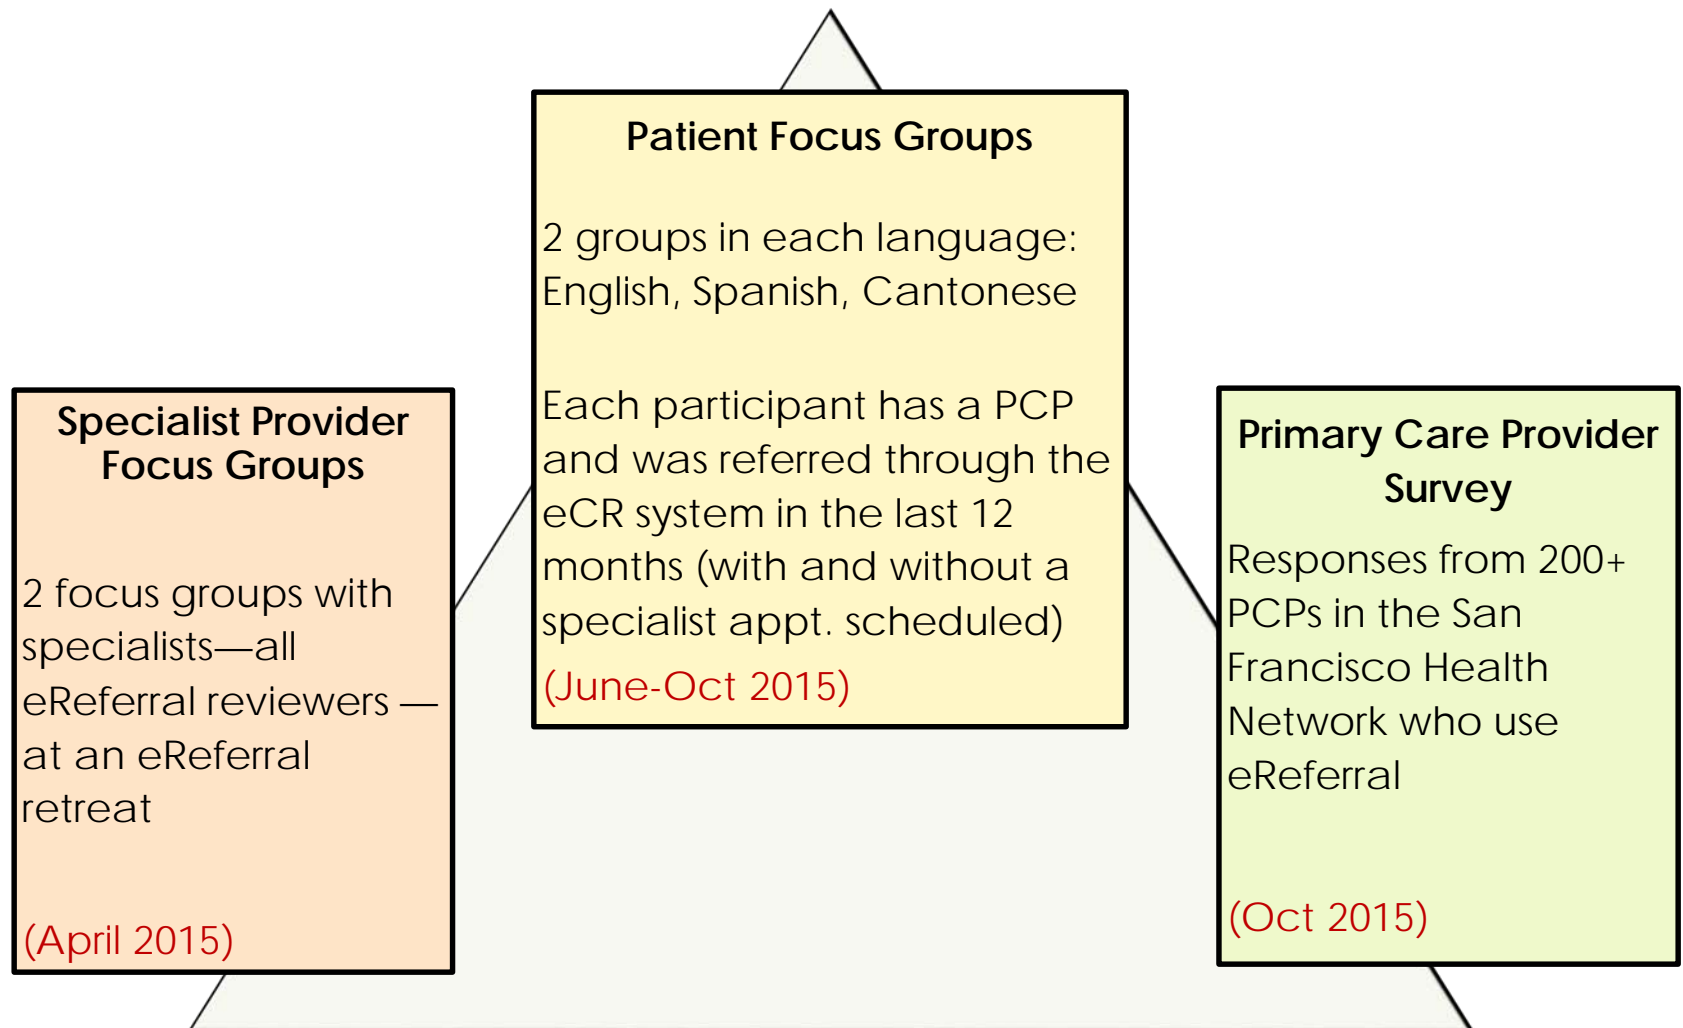 Patient Focus Groups
2 groups in each language:
English, Spanish, Cantonese
Each participant has a PCP
and was referred through the
eCR system in the last 12
months (with and without a
specialist appt. scheduled)
(June-Oct 2015)
Specialist Provider
Focus Groups
2 focus groups with
specialists—all
eReferral reviewers —
at an eReferral
retreat
(April 2015)
Primary Care Provider
Survey
Responses from 200+
PCPs in the San
Francisco Health
Network who use
eReferral
(Oct 2015)